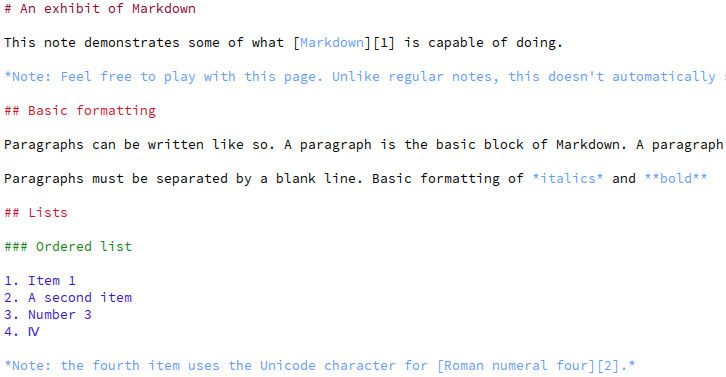 # An exhibit of Markdown
This note demonstrates some of what [Markdown][1] is capable of doing.
*Note: Feel free to play with this page. Unlike regular notes, this doesn't automatically
## Basic formatting
Paragraphs can be written like so. A paragraph is the basic block of Markdown. A paragraph
Paragraphs must be separated by a blank line. Basic formatting of *italics* and **bold**
## Lists
### Ordered list
1. Item 1
2. A second item
3. Number 3
4. Ⅳ
*Note: the fourth item uses the Unicode character for [Roman numeral four][2].*